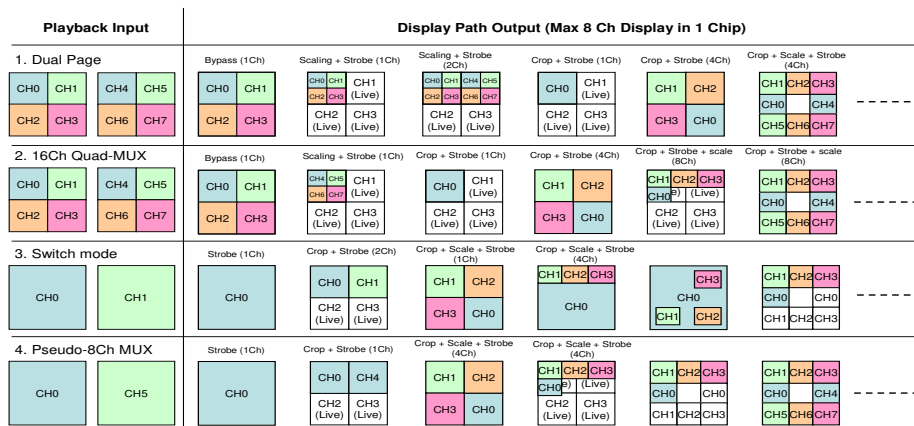 Playback Input
Display Path Output (Max 8 Ch Display in 1 Chip)
1. Dual Page
Bypass (1Ch)
Scaling + Strobe (1Ch)
Scaling + Strobe
(2Ch)
Crop + Strobe (1Ch)
Crop + Strobe (4Ch)
Crop + Scale + Strobe
(4Ch)
CH0 CH1 CH4 CH5
CH2 CH3 CH6 CH7
CH0 CH1
CH2 CH3
CH0 CH1 CH1
CH2 CH3 (Live)
CH2 CH3
(Live) (Live)
CH0 CH1 CH4 CH5
CH2 CH3 CH6 CH7
CH2 CH3
(Live) (Live)
CH0 CH1
(Live)
CH2 CH3
(Live) (Live)
CH1 CH2
CH3 CH0
CH1 CH2 CH3
CH0 CH4
CH5 CH6 CH7
2. 16Ch Quad-MUX
Bypass (1Ch)
Scaling + Strobe (1Ch)
Crop + Strobe (1Ch)
Crop + Strobe (4Ch)
Crop + Strobe + scale
(8Ch)
Crop + Strobe + scale
(8Ch)
CH0 CH1 CH4 CH5
CH2 CH3 CH6 CH7
CH0 CH1
CH2 CH3
CH4 CH5 CH1
CH6 CH7 (Live)
CH2 CH3
(Live) (Live)
CH0 CH1
(Live)
CH2 CH3
(Live) (Live)
CH1 CH2
CH3 CH0
CH1 CH2 CH3
CH0 e) (Live)
CH2 CH3
(Live) (Live)
CH1 CH2 CH3
CH0 CH4
CH5 CH6 CH7
3. Switch mode
Strobe (1Ch)
Crop + Strobe (2Ch)
Crop + Scale + Strobe
(1Ch)
Crop + Scale + Strobe
(4Ch)
CH0 CH1
CH0
CH0 CH1
CH2 CH3
(Live) (Live)
CH1 CH2
CH3 CH0
CH1 CH2 CH3
CH0
CH3
CH0
CH1 CH2
CH1 CH2 CH3
CH0 CH0
CH1 CH2 CH3
4. Pseudo-8Ch MUX
Strobe (1Ch)
Crop + Strobe (1Ch)
Crop + Scale + Strobe
(4Ch)
Crop + Scale + Strobe
(4Ch)
CH0 CH5
CH0
CH0 CH4
CH2 CH3
(Live) (Live)
CH1 CH2
CH3 CH0
CH1 CH2 CH3
CH0 e) (Live)
CH2 CH3
(Live) (Live)
CH1 CH2 CH3
CH0 CH0
CH1 CH2 CH3
CH1 CH2 CH3
CH0 CH4
CH5 CH6 CH7